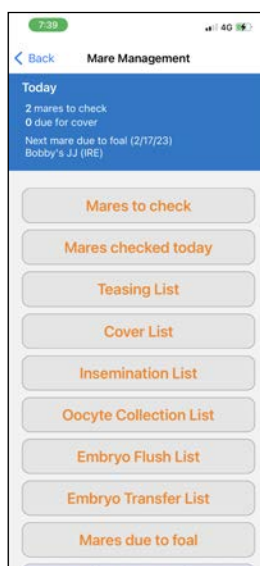 7:39
4G
Back
Mare Management
Today
2 mares to check
0 due for cover
Next mare due to foal (2/17/23)
Bobby's JJ (IRE)
Mares to check
Mares checked today
Teasing List
Cover List
Insemination List
Oocyte Collection List
Embryo Flush List
Embryo Transfer List
Mares due to foal